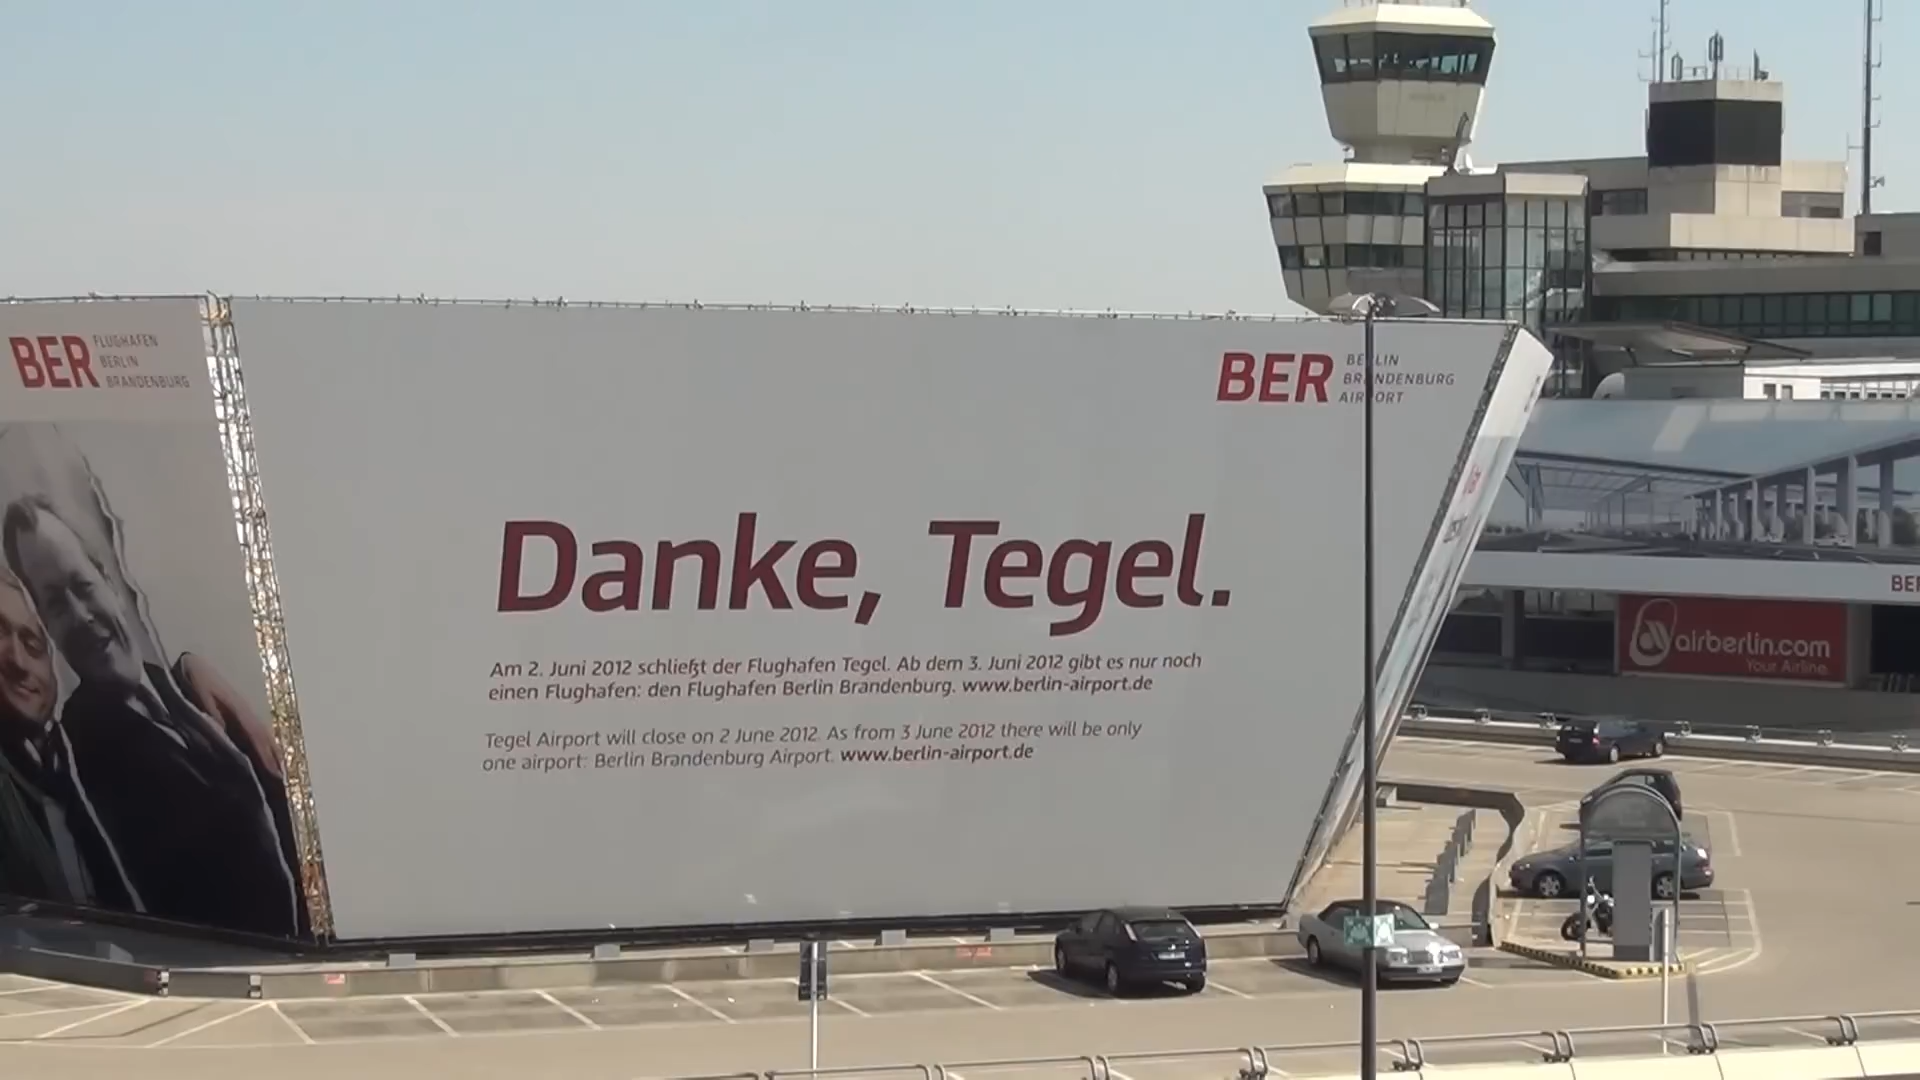 BER
FLUGHAFEN
BERLIN
BRANDENBURG
BER
BERLIN
BRANDENBURG
AIRPORT
Danke, Tegel.
Am 2. Juni 2012 schließt der Flughafen Tegel. Ab dem 3. Juni 2012 gibt es nur noch
einen Flughafen: den Flughafen Berlin Brandenburg. www.berlin-airport.de
Tegel Airport will close on 2 June 2012. As from 3 June 2012 there will be only
one airport: Berlin Brandenburg Airport. www.berlin-airport.de
BER
airberlin.com
Your Airline.